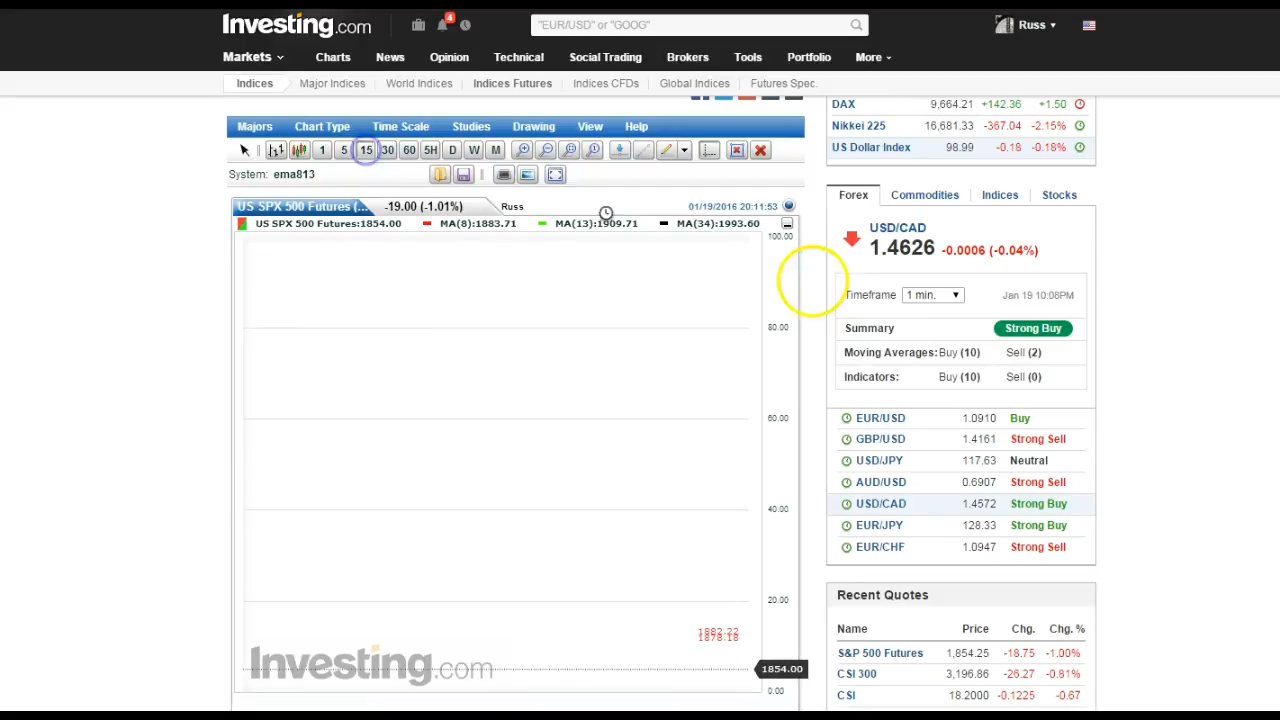 Investing.com
4
"EUR/USD" or "GOOG"
Russ
Markets Charts News Opinion Technical Social Trading Brokers Tools Portfolio More
Indices Major Indices World Indices Indices Futures Indices CFDs Global Indices Futures Spec.
DAX 9,664.21 +142.36 +1.50
Nikkei 225 16,681.33 -367.04 -2.15%
US Dollar Index 98.99 -0.18 -0.18%
Majors Chart Type Time Scale Studies Drawing View Help
1 5 15 30 60 5H D W M
System: ema813
US SPX 500 Futures (... -19.00 (-1.01%) Russ 01/19/2016 20:11:53
US SPX 500 Futures:1854.00 MA(8):1883.71 MA(13):1909.71 MA(34):1993.60
100.00
80.00
60.00
40.00
20.00
1854.00
0.00
Investing.com
Forex Commodities Indices Stocks
USD/CAD
1.4626 -0.0006 (-0.04%)
Timeframe 1 min. Jan 19 10:08PM
Summary Strong Buy
Moving Averages: Buy (10) Sell (2)
Indicators: Buy (10) Sell (0)
EUR/USD 1.0910 Buy
GBP/USD 1.4161 Strong Sell
USD/JPY 117.63 Neutral
AUD/USD 0.6907 Strong Sell
USD/CAD 1.4572 Strong Buy
EUR/JPY 128.33 Strong Buy
EUR/CHF 1.0947 Strong Sell
Recent Quotes
Name Price Chg. Chg. %
S&P 500 Futures 1,854.25 -18.75 -1.00%
CSI 300 3,196.86 -26.27 -0.81%
CSI 18.2000 -0.1225 -0.67